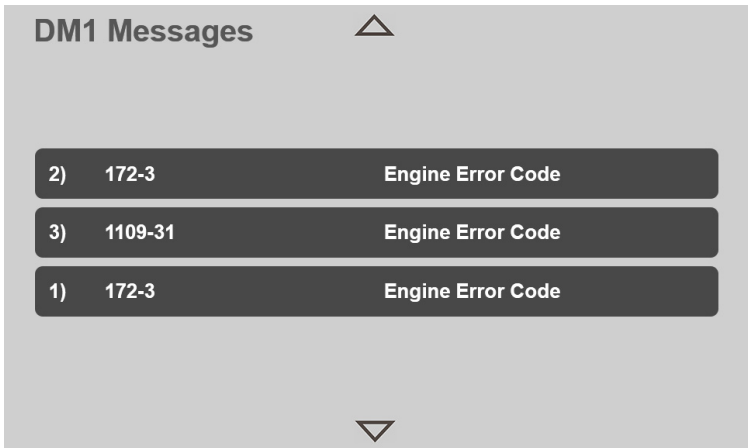 DM1 Messages
2) 172-3 Engine Error Code
3) 1109-31 Engine Error Code
1) 172-3 Engine Error Code